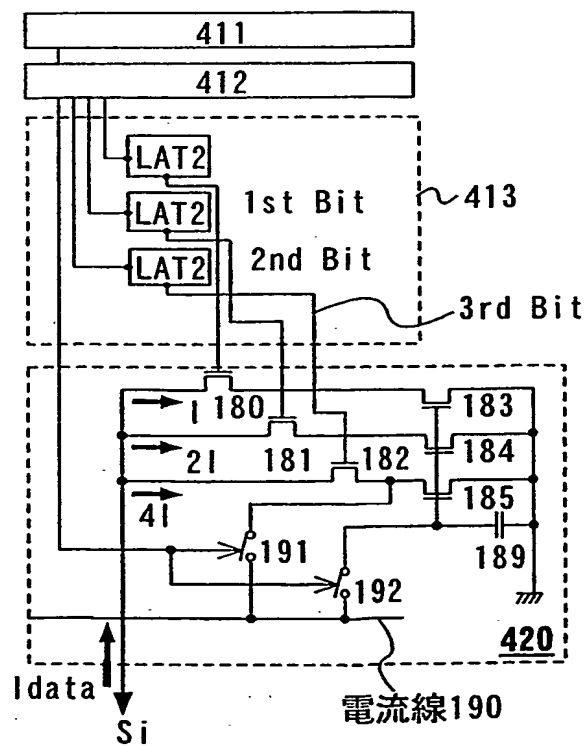 411
412
LAT2
1st Bit
413
LAT2
2nd Bit
LAT2
3rd Bit
I
180
183
2I
181
182
184
4I
185
191
189
192
420
Idata
電流線190
Si